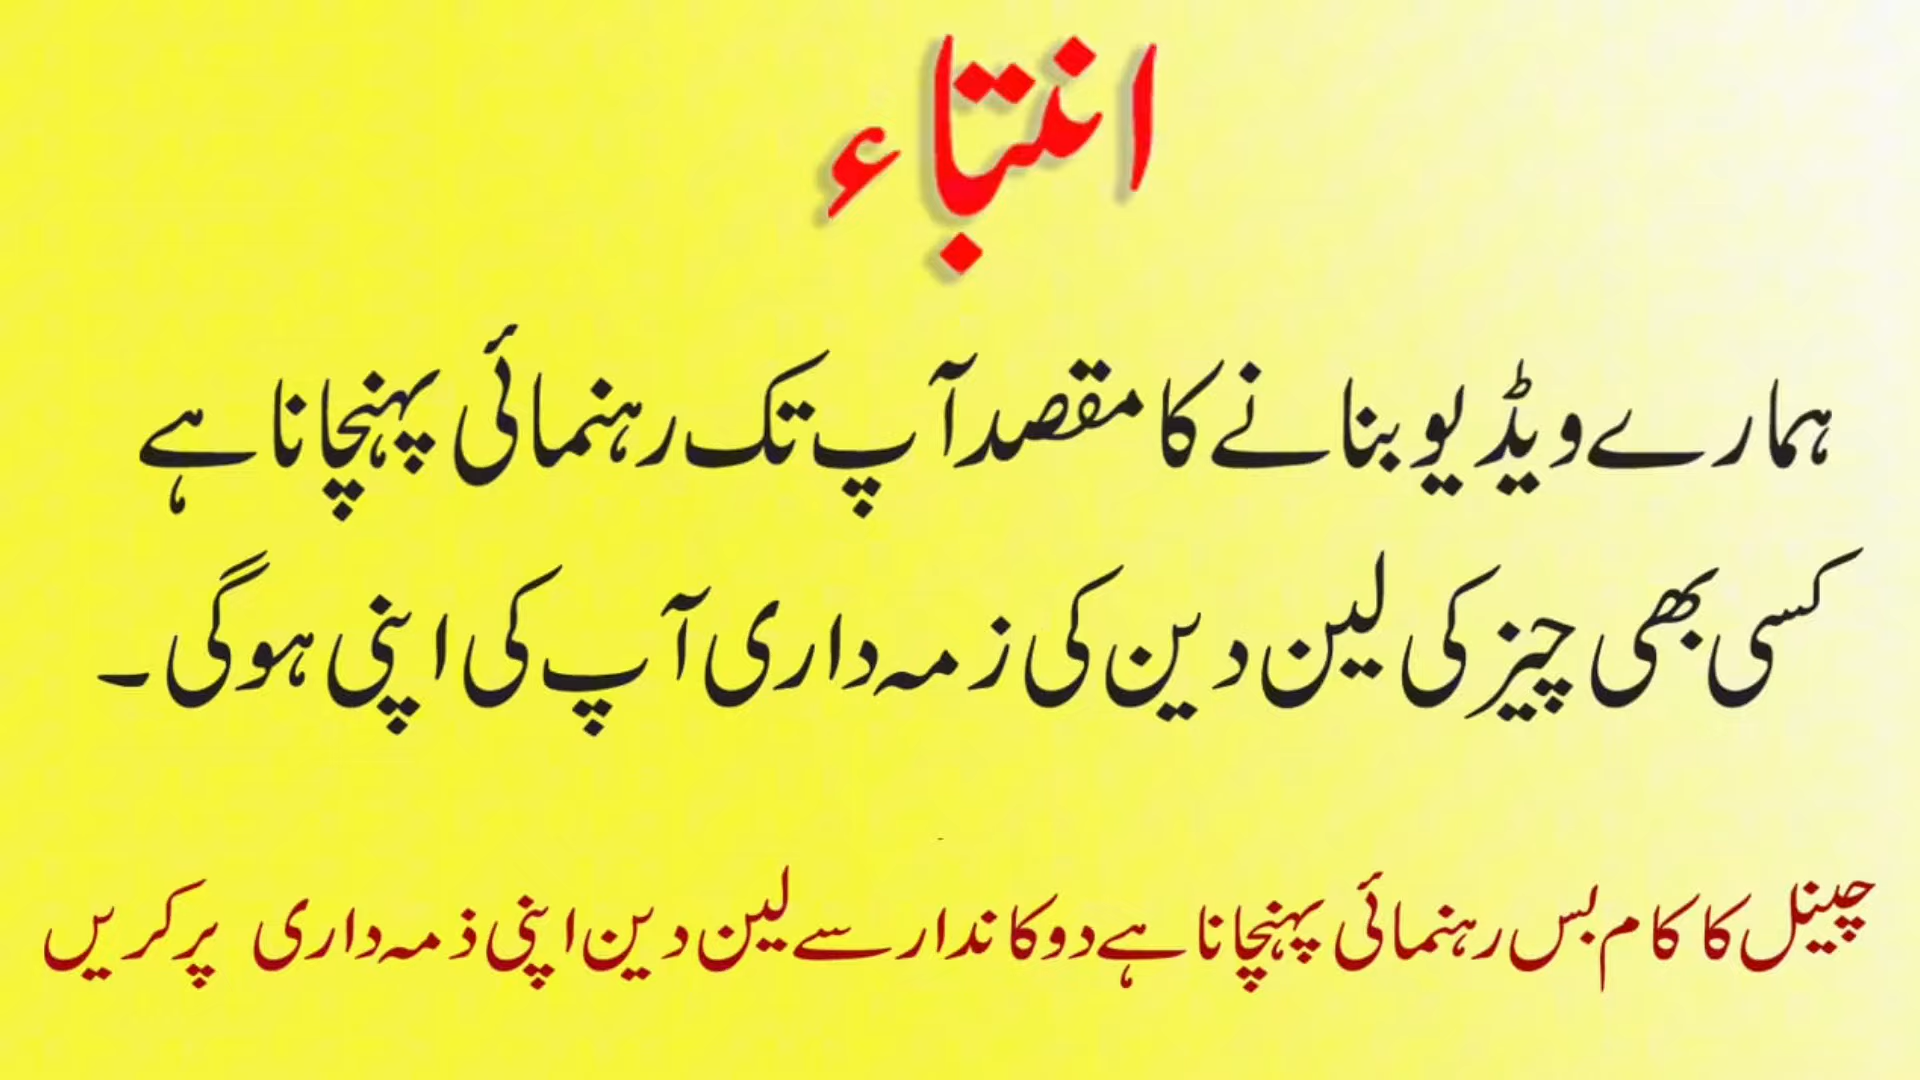 انتباء
ہمارے ویڈیو بنانے کا مقصد آپ تک رہنمائی پہنچانا ہے
کسی بھی چیز کی لین دین کی زمہ داری آپ کی اپنی ہوگی۔
چینل کا کام بس رہنمائی پہنچانا ہے دوکاندار سے لین دین اپنی ذمہ داری پر کریں